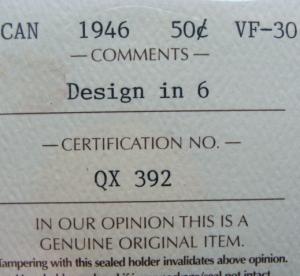 CAN 1946 50¢ VF-30
— COMMENTS —
Design in 6
— CERTIFICATION NO. —
QX 392
IN OUR OPINION THIS IS A
GENUINE ORIGINAL ITEM.
Tampering with this sealed holder invalidates above opinion.